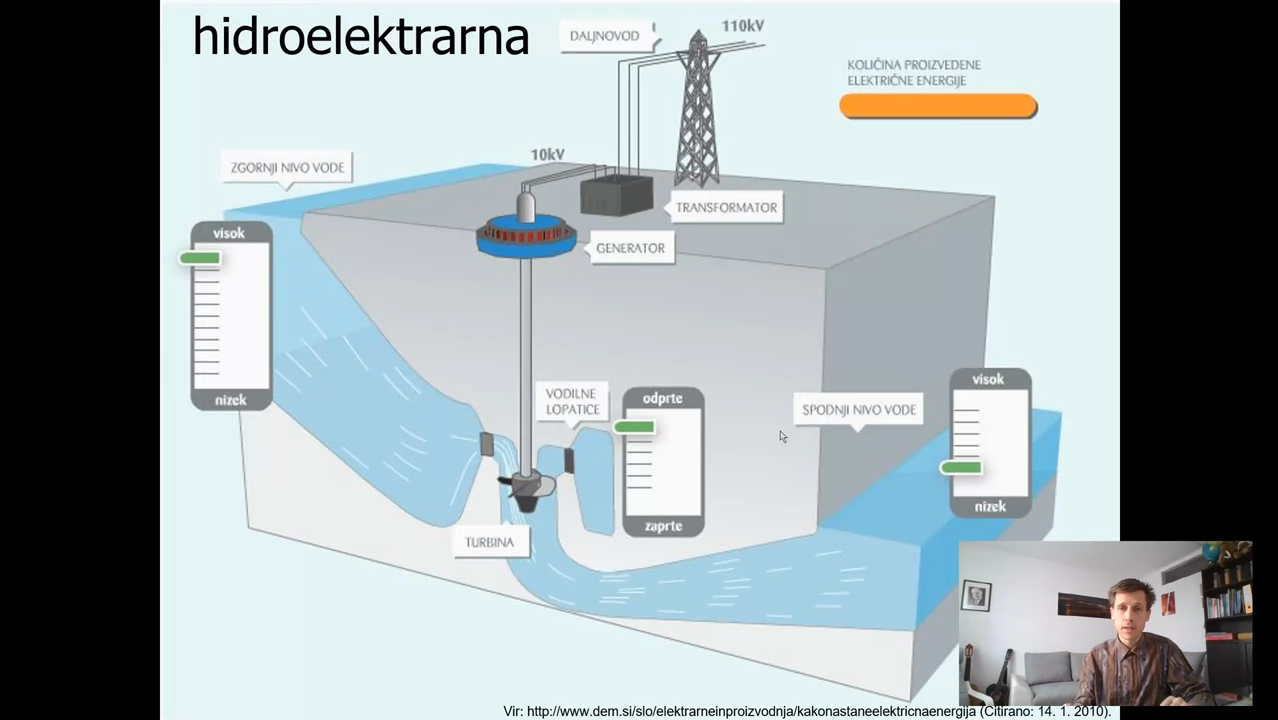 hidroelektrarna
DALJNOVOD
110kV
KOLIČINA PROIZVEDENE
ELEKTRIČNE ENERGIJE
10kV
ZGORNJI NIVO VODE
TRANSFORMATOR
GENERATOR
visok
nizek
VODILNE
LOPATICE
odprte
zaprte
SPODNJI NIVO VODE
visok
nizek
TURBINA
Vir: http://www.dem.si/slo/elektrarneinproizvodnja/kakonastaneelektricnaenergija (Citirano: 14. 1. 2010).